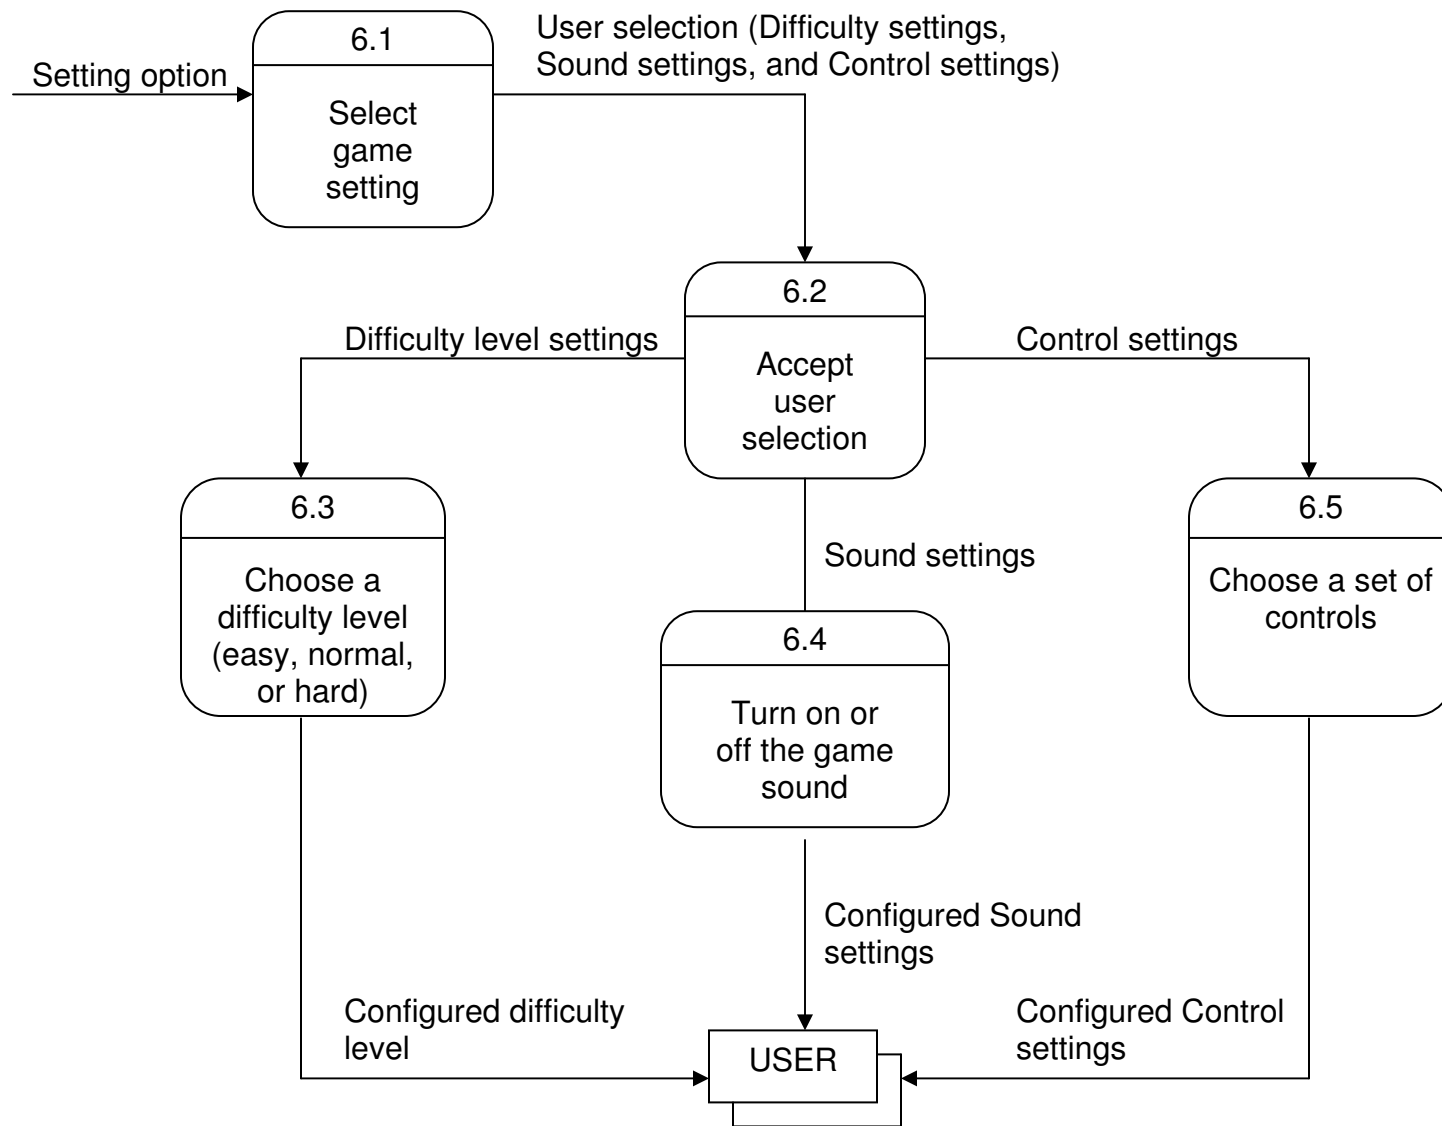 6.1
User selection (Difficulty settings,
Sound settings, and Control settings)
Setting option
Select
game
setting
6.2
Difficulty level settings
Control settings
Accept
user
selection
6.3
6.5
Choose a
difficulty level
(easy, normal,
or hard)
Sound settings
Choose a set of
controls
6.4
Turn on or
off the game
sound
Configured Sound
settings
Configured difficulty
level
Configured Control
settings
USER